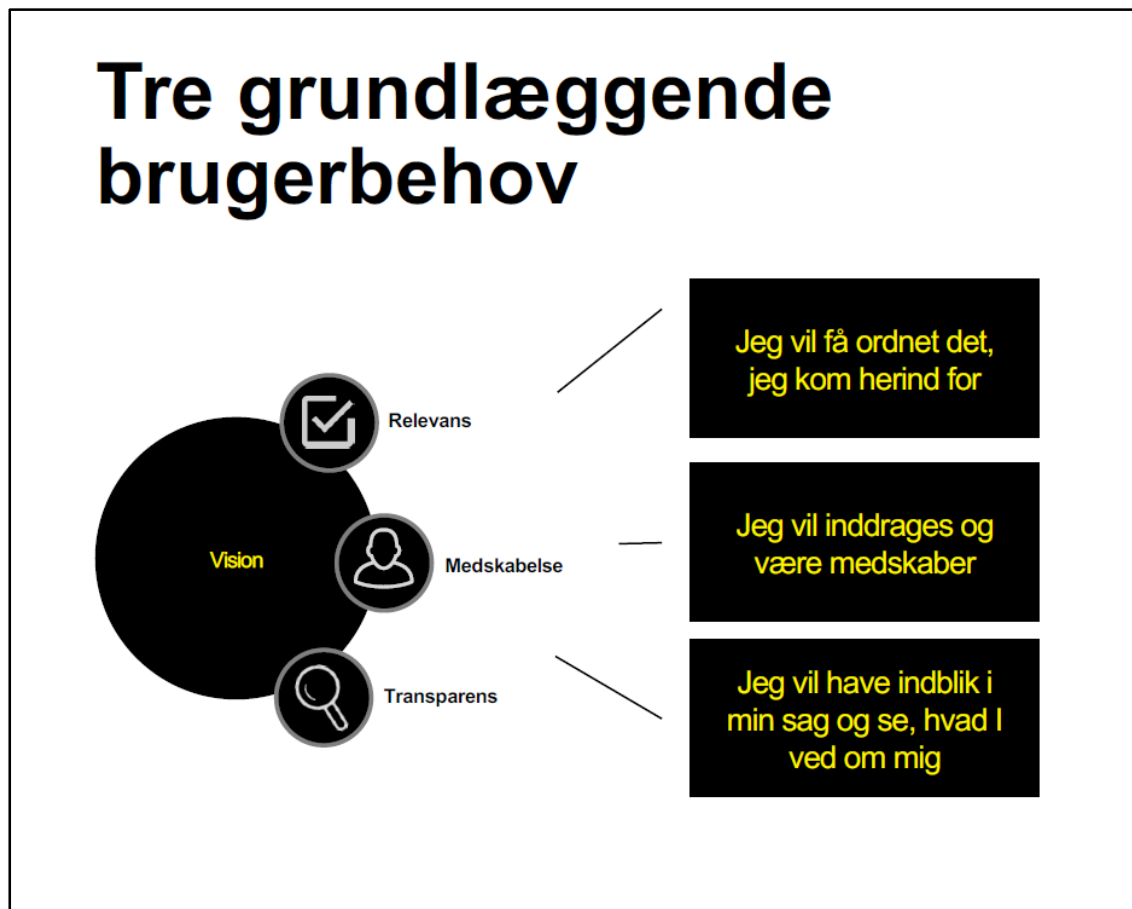 Tre grundlæggende
brugerbehov
Vision
Relevans
Jeg vil få ordnet det,
jeg kom herind for
Medskabelse
Jeg vil inddrages og
være medskaber
Transparens
Jeg vil have indblik i
min sag og se, hvad I
ved om mig